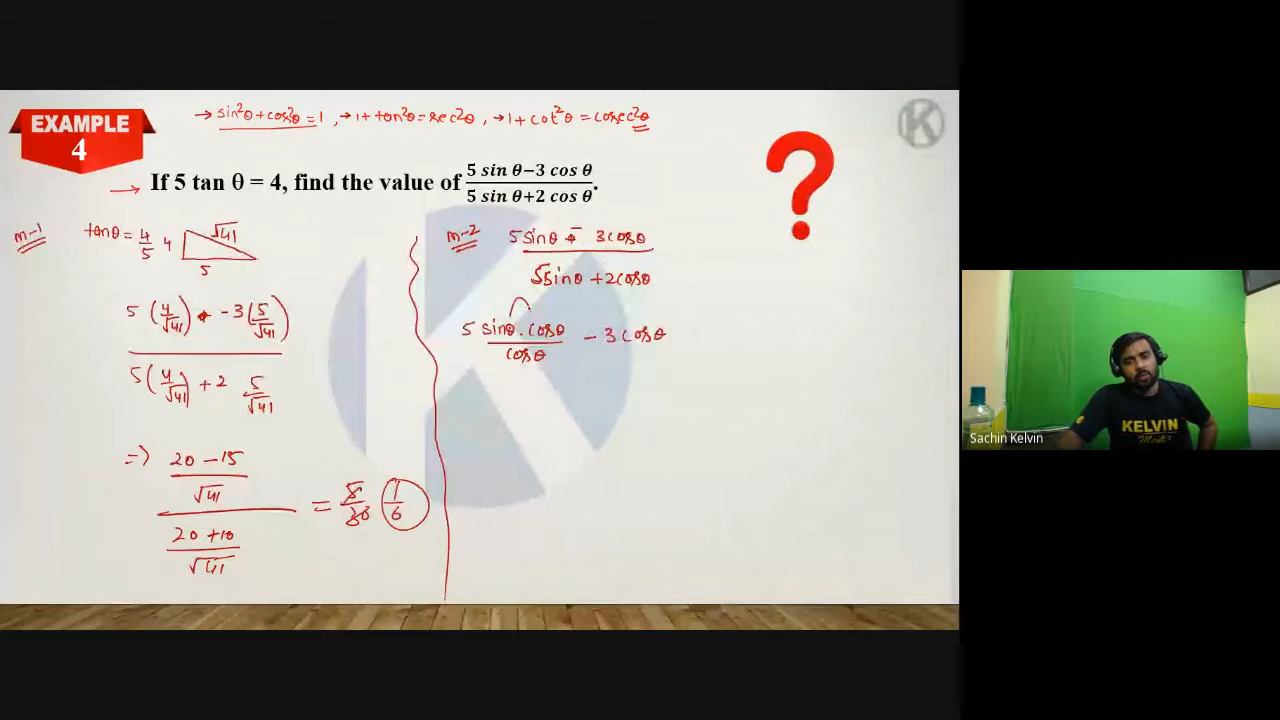 → sin²θ + cos²θ = 1 , → 1 + tan²θ = sec²θ , → 1 + cot²θ = cosec²θ
EXAMPLE
4
K
→ If 5 tan θ = 4, find the value of (5 sin θ−3 cos θ)/(5 sin θ+2 cos θ).
?
m-1
tanθ = 4/5
4
√41
5
5 (4/√41) - 3 (5/√41)
5 (4/√41) + 2 5/√41
=> 20 - 15
√41
20 + 10
√41
= 5/30 1/6
m-2
5 sinθ - 3 cosθ
5 sinθ + 2 cosθ
5 sinθ . cosθ - 3 cosθ
cosθ
KELVIN
Sachin Kelvin